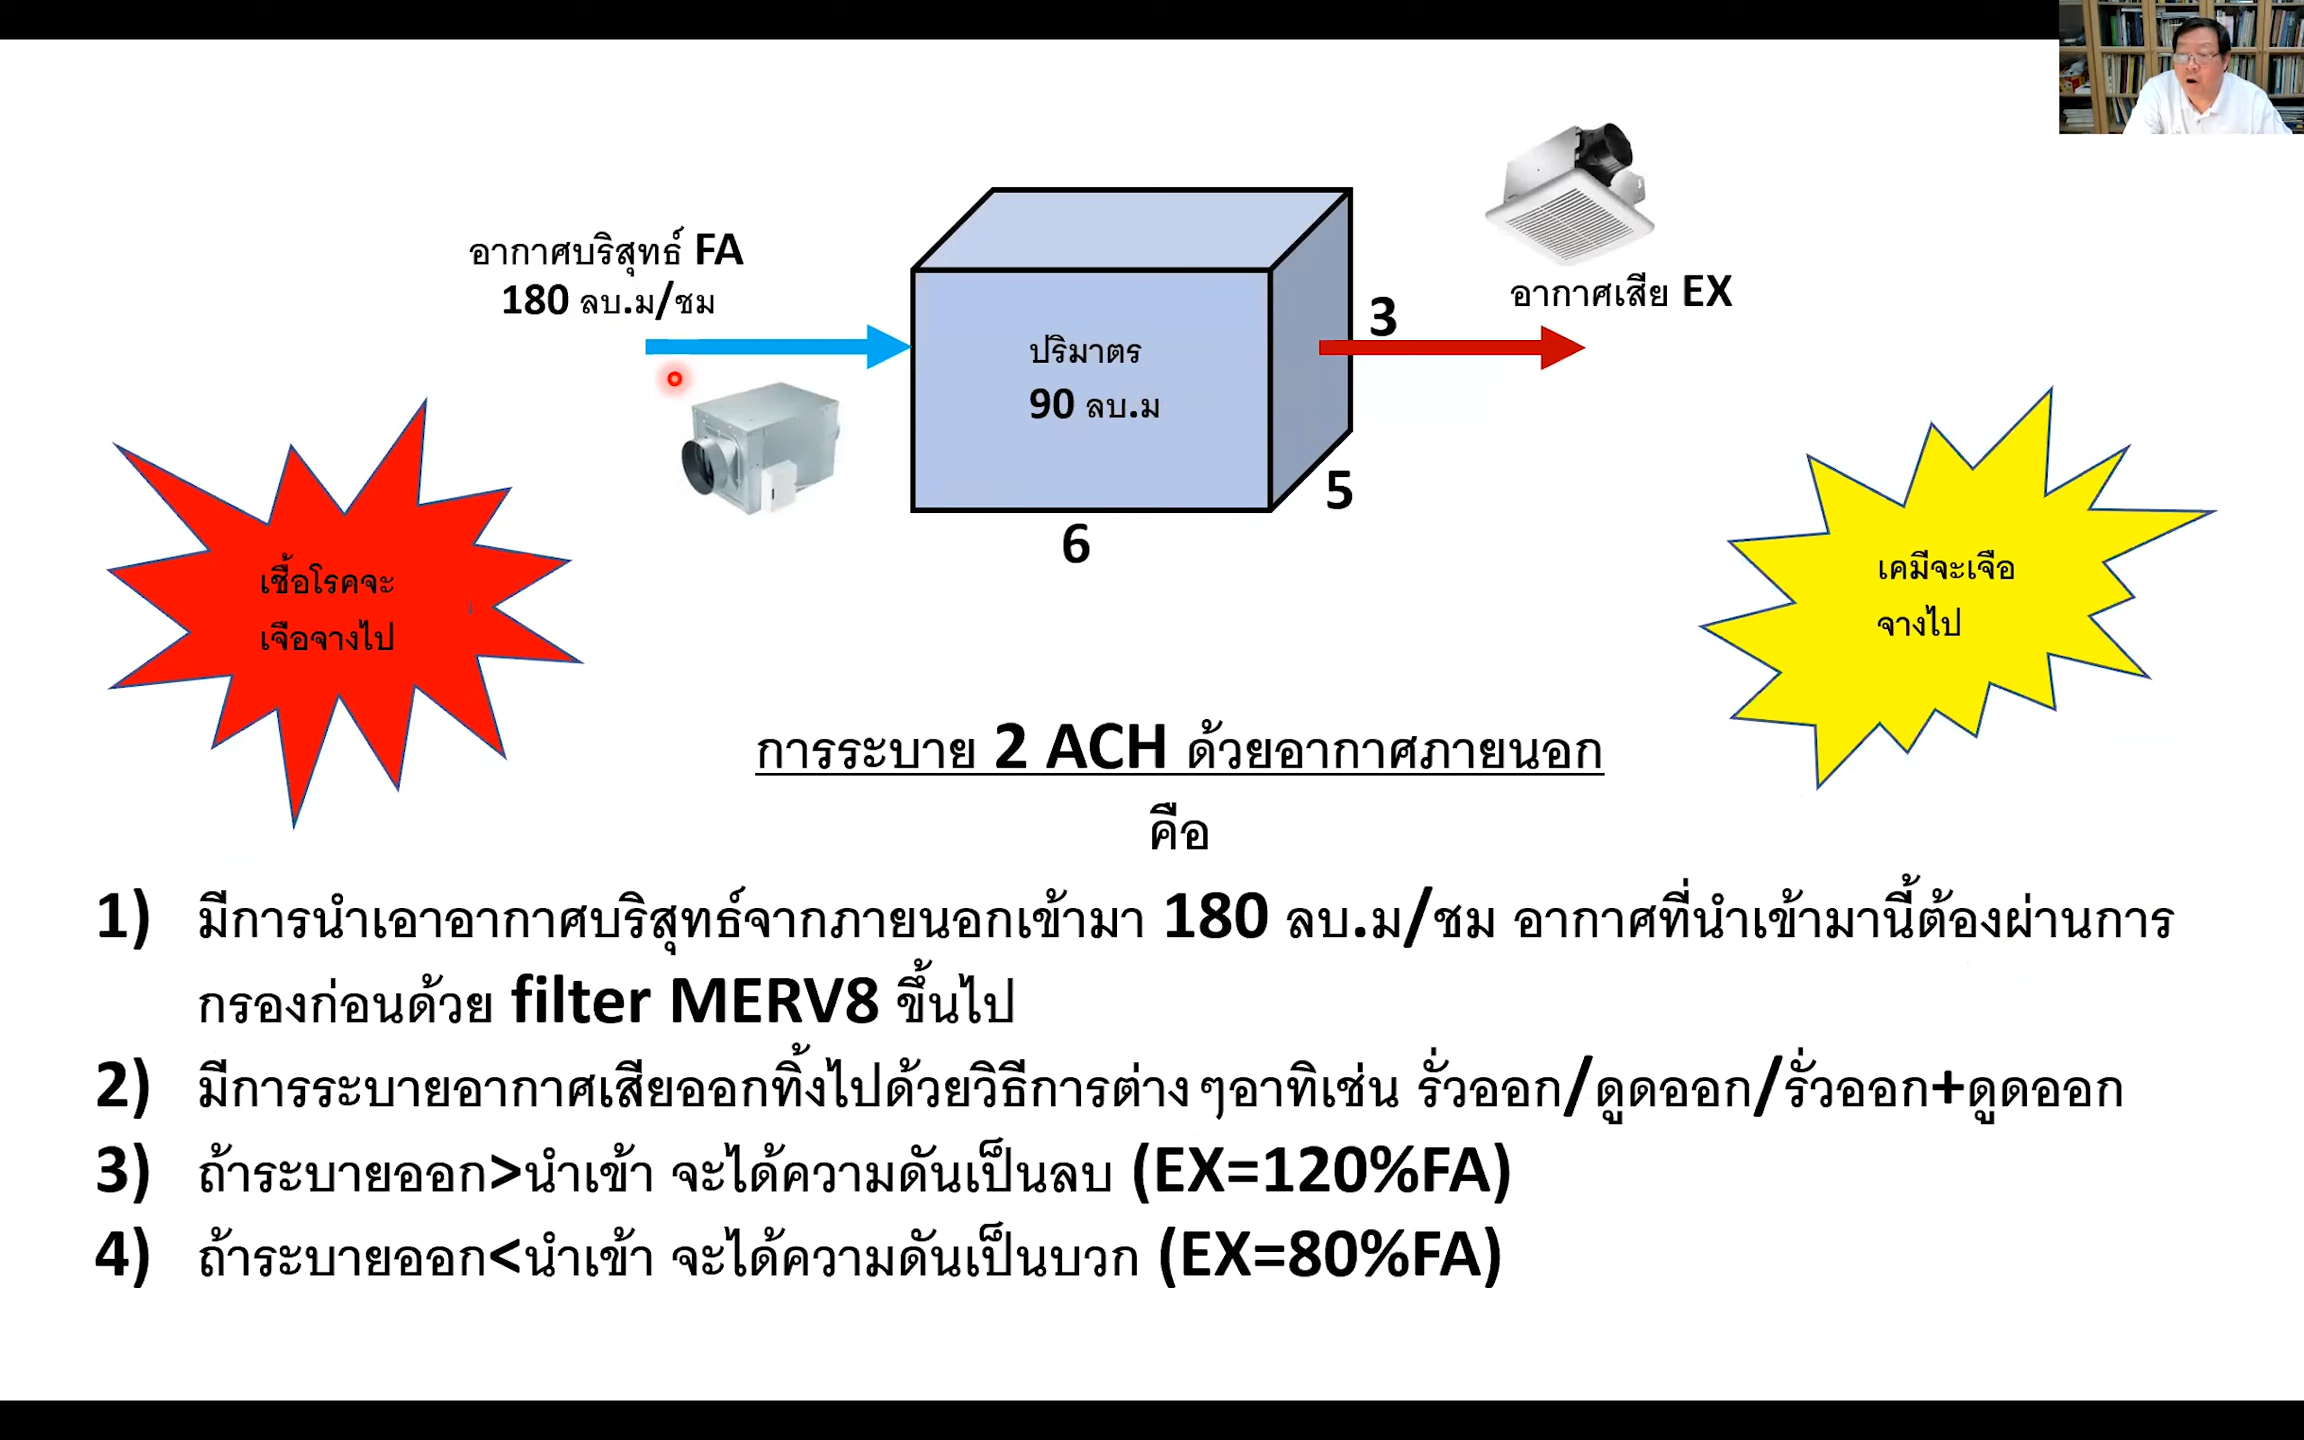 อากาศบริสุทธ์ FA
180 ลบ.ม/ชม
อากาศเสีย EX
3
ปริมาตร
90 ลบ.ม
5
6
เชื้อโรคจะ
เจือจางไป
เคมีจะเจือ
จางไป
การระบาย 2 ACH ด้วยอากาศภายนอก
คือ
1) มีการนำเอาอากาศบริสุทธ์จากภายนอกเข้ามา 180 ลบ.ม/ชม อากาศที่นำเข้ามานี้ต้องผ่านการ
กรองก่อนด้วย filter MERV8 ขึ้นไป
2) มีการระบายอากาศเสียออกทิ้งไปด้วยวิธีการต่างๆอาทิเช่น รั่วออก/ดูดออก/รั่วออก+ดูดออก
3) ถ้าระบายออก>นำเข้า จะได้ความดันเป็นลบ (EX=120%FA)
4) ถ้าระบายออก<นำเข้า จะได้ความดันเป็นบวก (EX=80%FA)